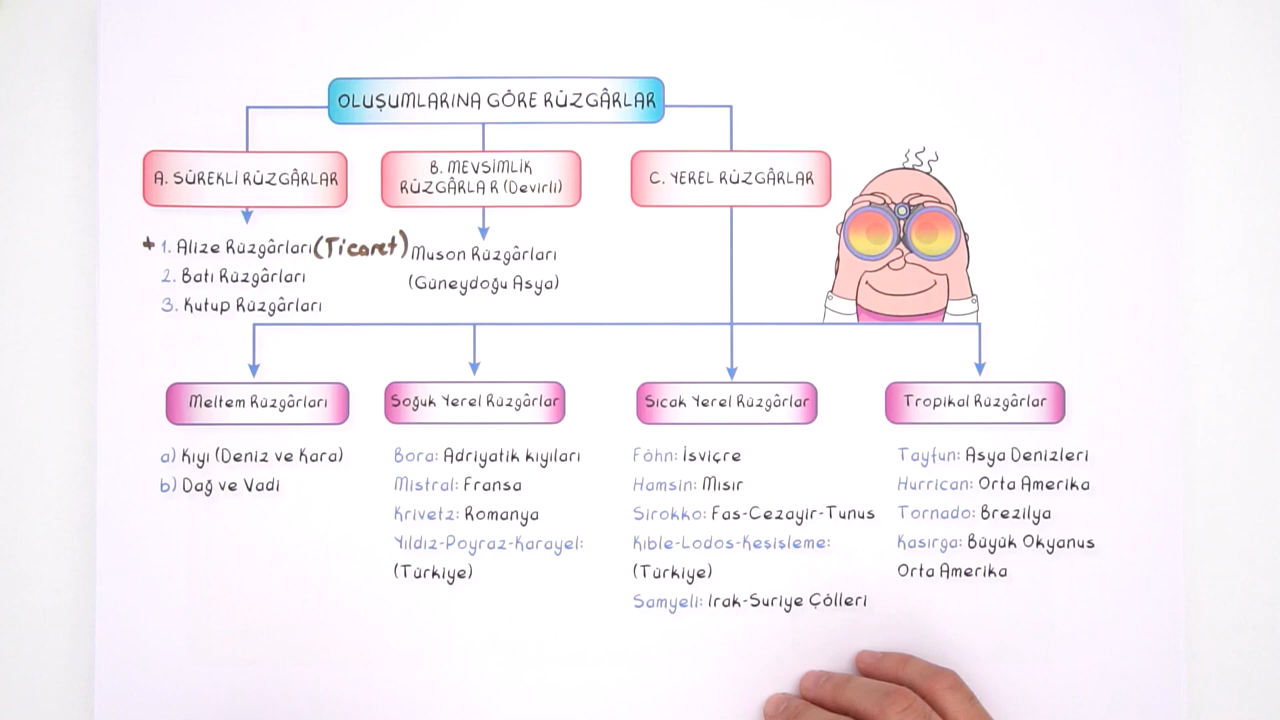 OLUŞUMLARINA GÖRE RÜZGÂRLAR
A. SÜREKLİ RÜZGÂRLAR
* 1. Alize Rüzgârları (Ticaret)
2. Batı Rüzgârları
3. Kutup Rüzgârları
B. MEVSİMLİK
RÜZGÂRLAR (Devirli)
Muson Rüzgârları
(Güneydoğu Asya)
C. YEREL RÜZGÂRLAR
Meltem Rüzgârları
a) Kıyı (Deniz ve Kara)
b) Dağ ve Vadi
Soğuk Yerel Rüzgârlar
Bora: Adriyatik kıyıları
Mistral: Fransa
Krivetz: Romanya
Yıldız-Poyraz-Karayel:
(Türkiye)
Sıcak Yerel Rüzgârlar
Föhn: İsviçre
Hamsin: Mısır
Sirokko: Fas-Cezayir-Tunus
Kıble-Lodos-Keşişleme:
(Türkiye)
Samyeli: Irak-Suriye Çölleri
Tropikal Rüzgârlar
Tayfun: Asya Denizleri
Hurrican: Orta Amerika
Tornado: Brezilya
Kasırga: Büyük Okyanus
Orta Amerika